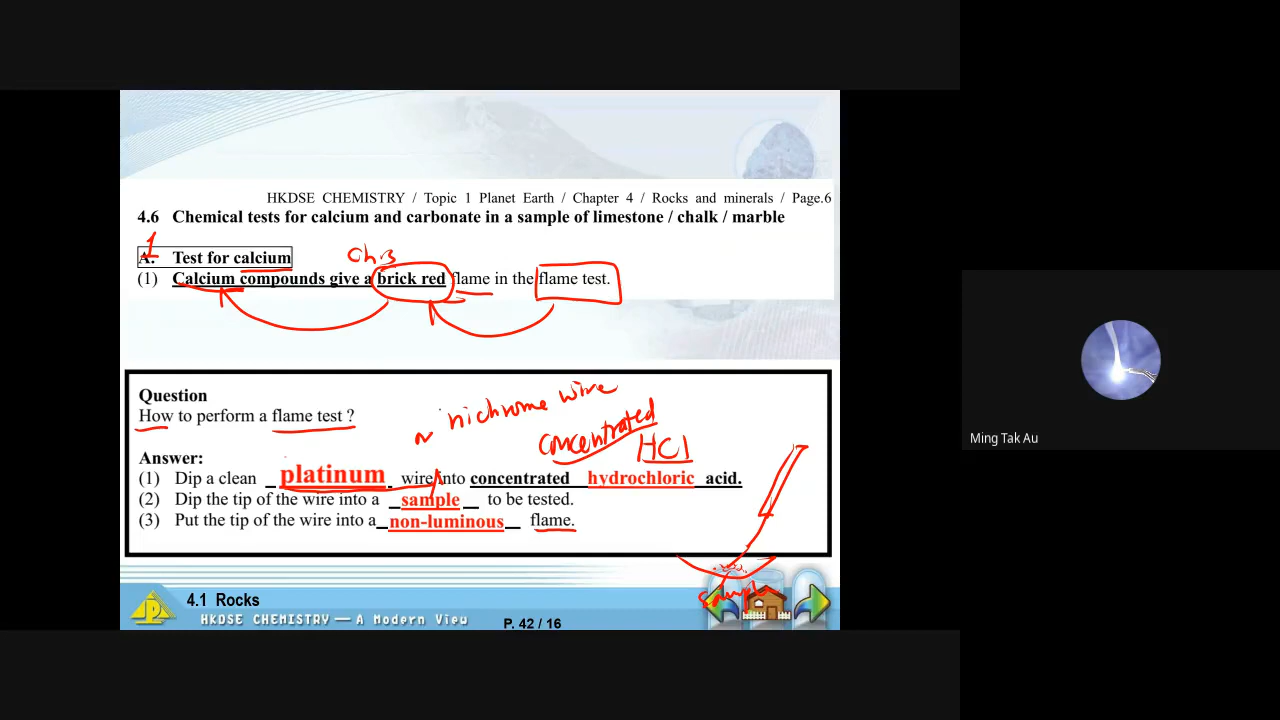 HKDSE CHEMISTRY / Topic 1 Planet Earth / Chapter 4 / Rocks and minerals / Page.6
4.6 Chemical tests for calcium and carbonate in a sample of limestone / chalk / marble
1
A. Test for calcium
Ch.3
(1) Calcium compounds give a brick red flame in the flame test.
Question
How to perform a flame test ?
nichrome wire
concentrated
HCl
Answer:
(1) Dip a clean platinum wire into concentrated hydrochloric acid.
(2) Dip the tip of the wire into a sample to be tested.
(3) Put the tip of the wire into a non-luminous flame.
sample
4.1 Rocks
HKDSE CHEMISTRY — A Modern View
P. 42 / 16
Ming Tak Au